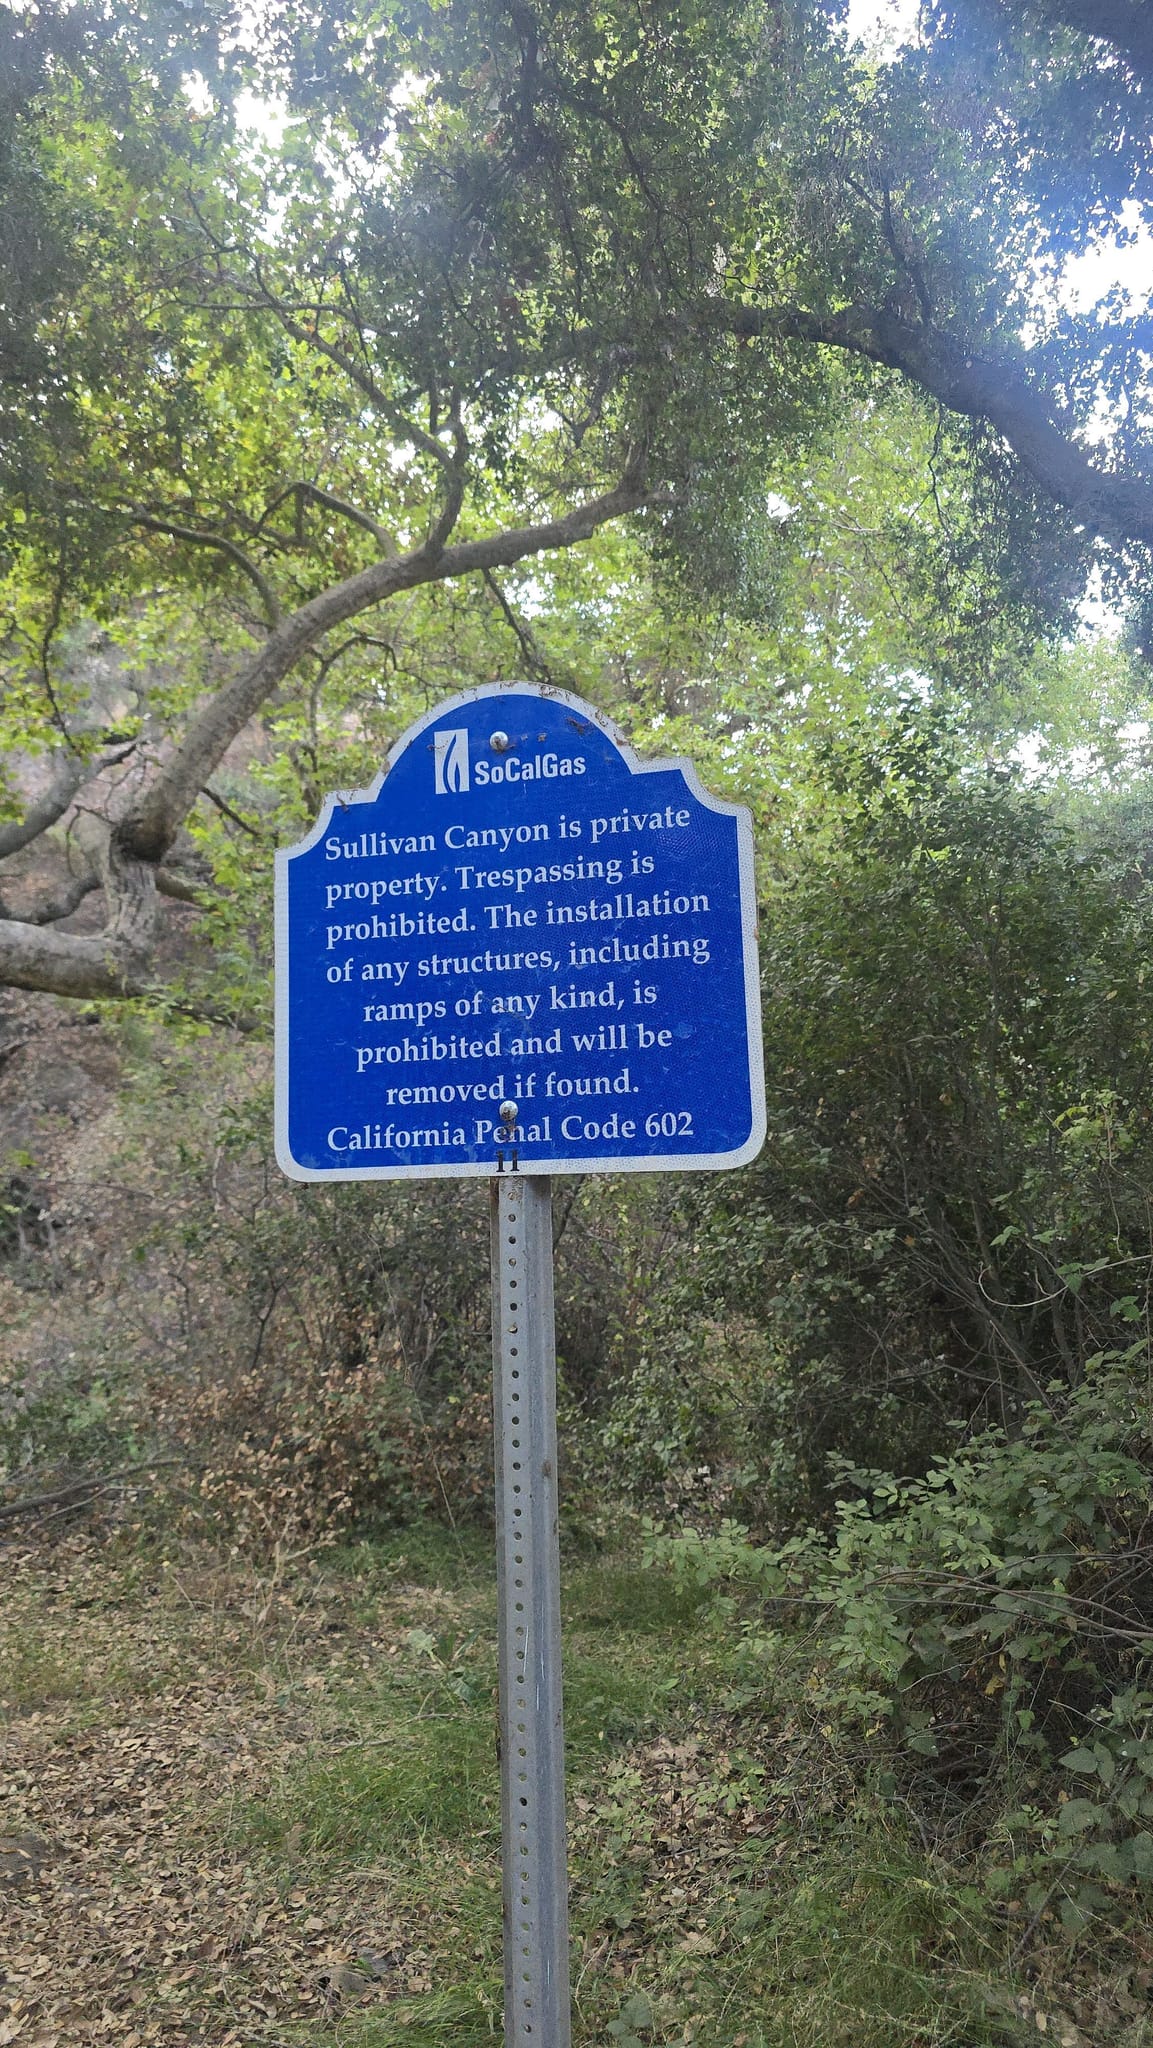 SoCalGas
Sullivan Canyon is private
property. Trespassing is
prohibited. The installation
of any structures, including
ramps of any kind, is
prohibited and will be
removed if found.
California Penal Code 602
11